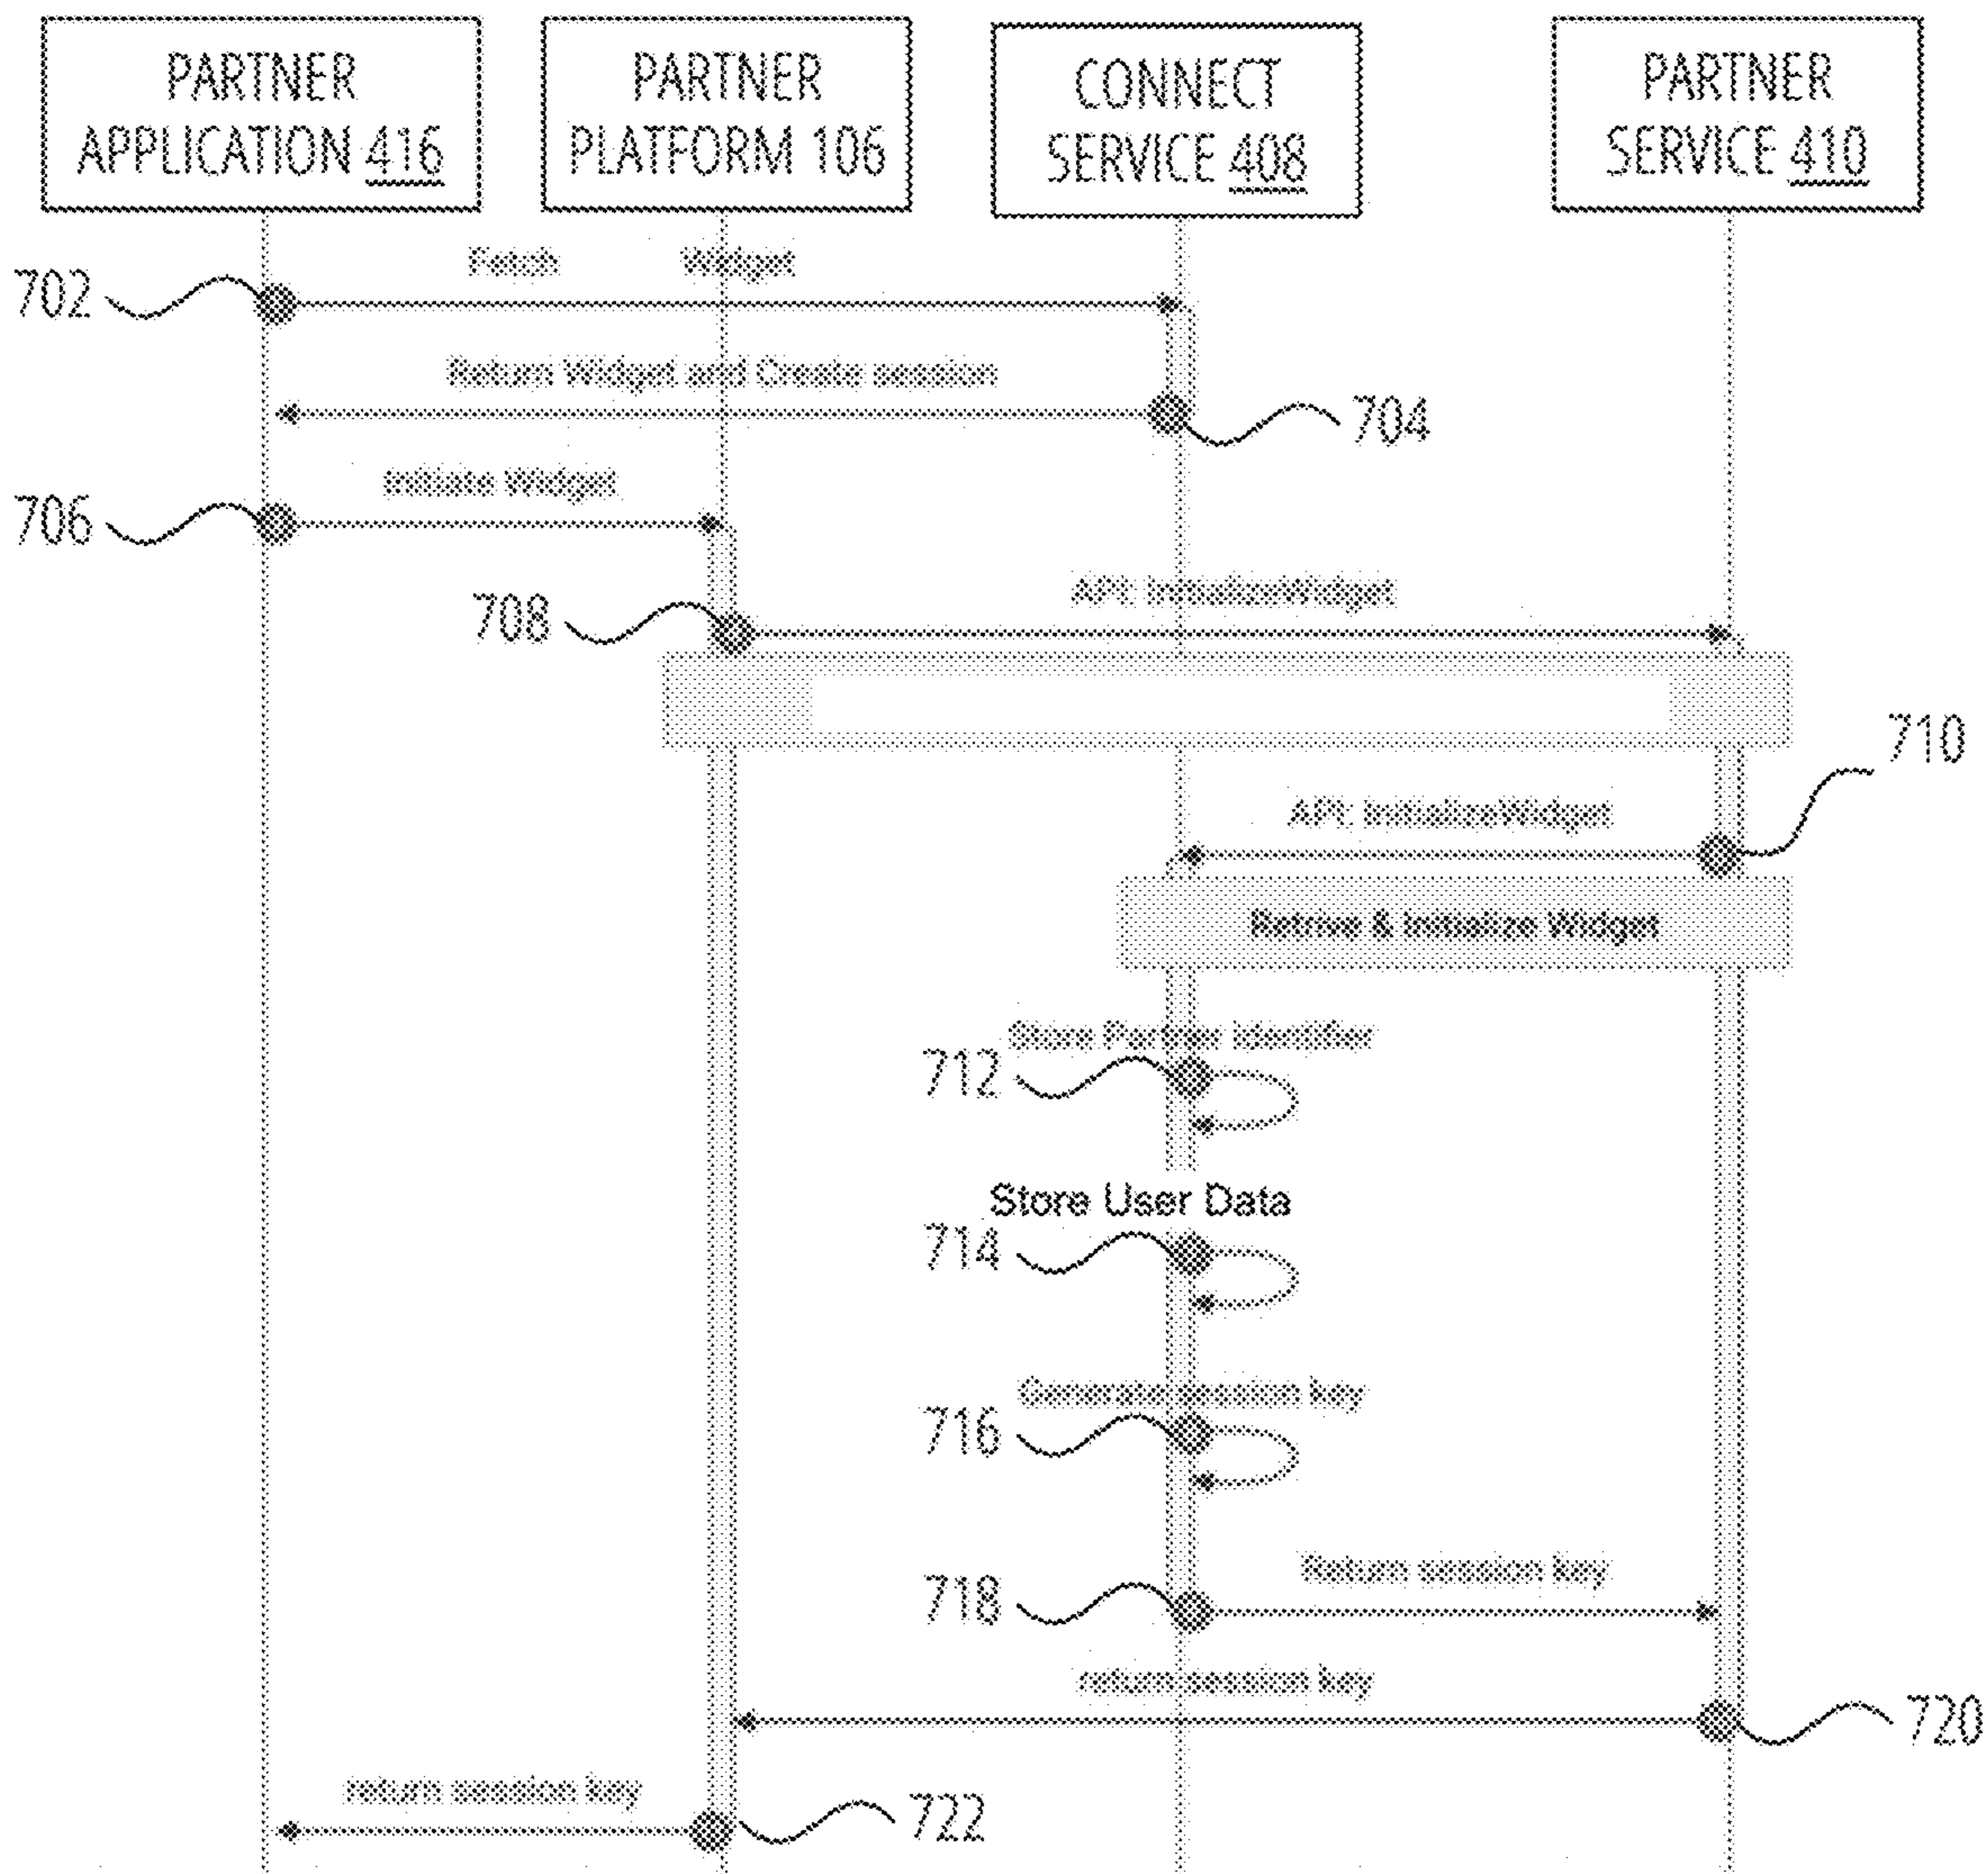 PARTNER
APPLICATION 416
PARTNER
PLATFORM 106
CONNECT
SERVICE 408
PARTNER
SERVICE 410
Fetch Widget
702
Return Widget and Create session
704
Initiate Widget
706
API: InitializeWidget
708
710
API: InitializeWidget
Retrive & Initialize Widget
Store Partner identifier
712
Store User Data
714
Generate session key
716
Return session key
718
return session key
720
return session key
722